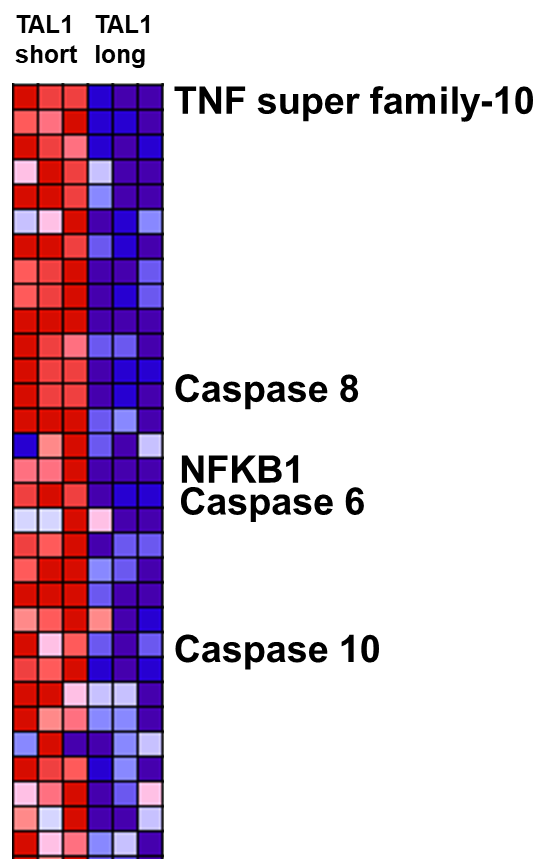 TAL1 TAL1
short long
TNF super family-10
Caspase 8
NFKB1
Caspase 6
Caspase 10